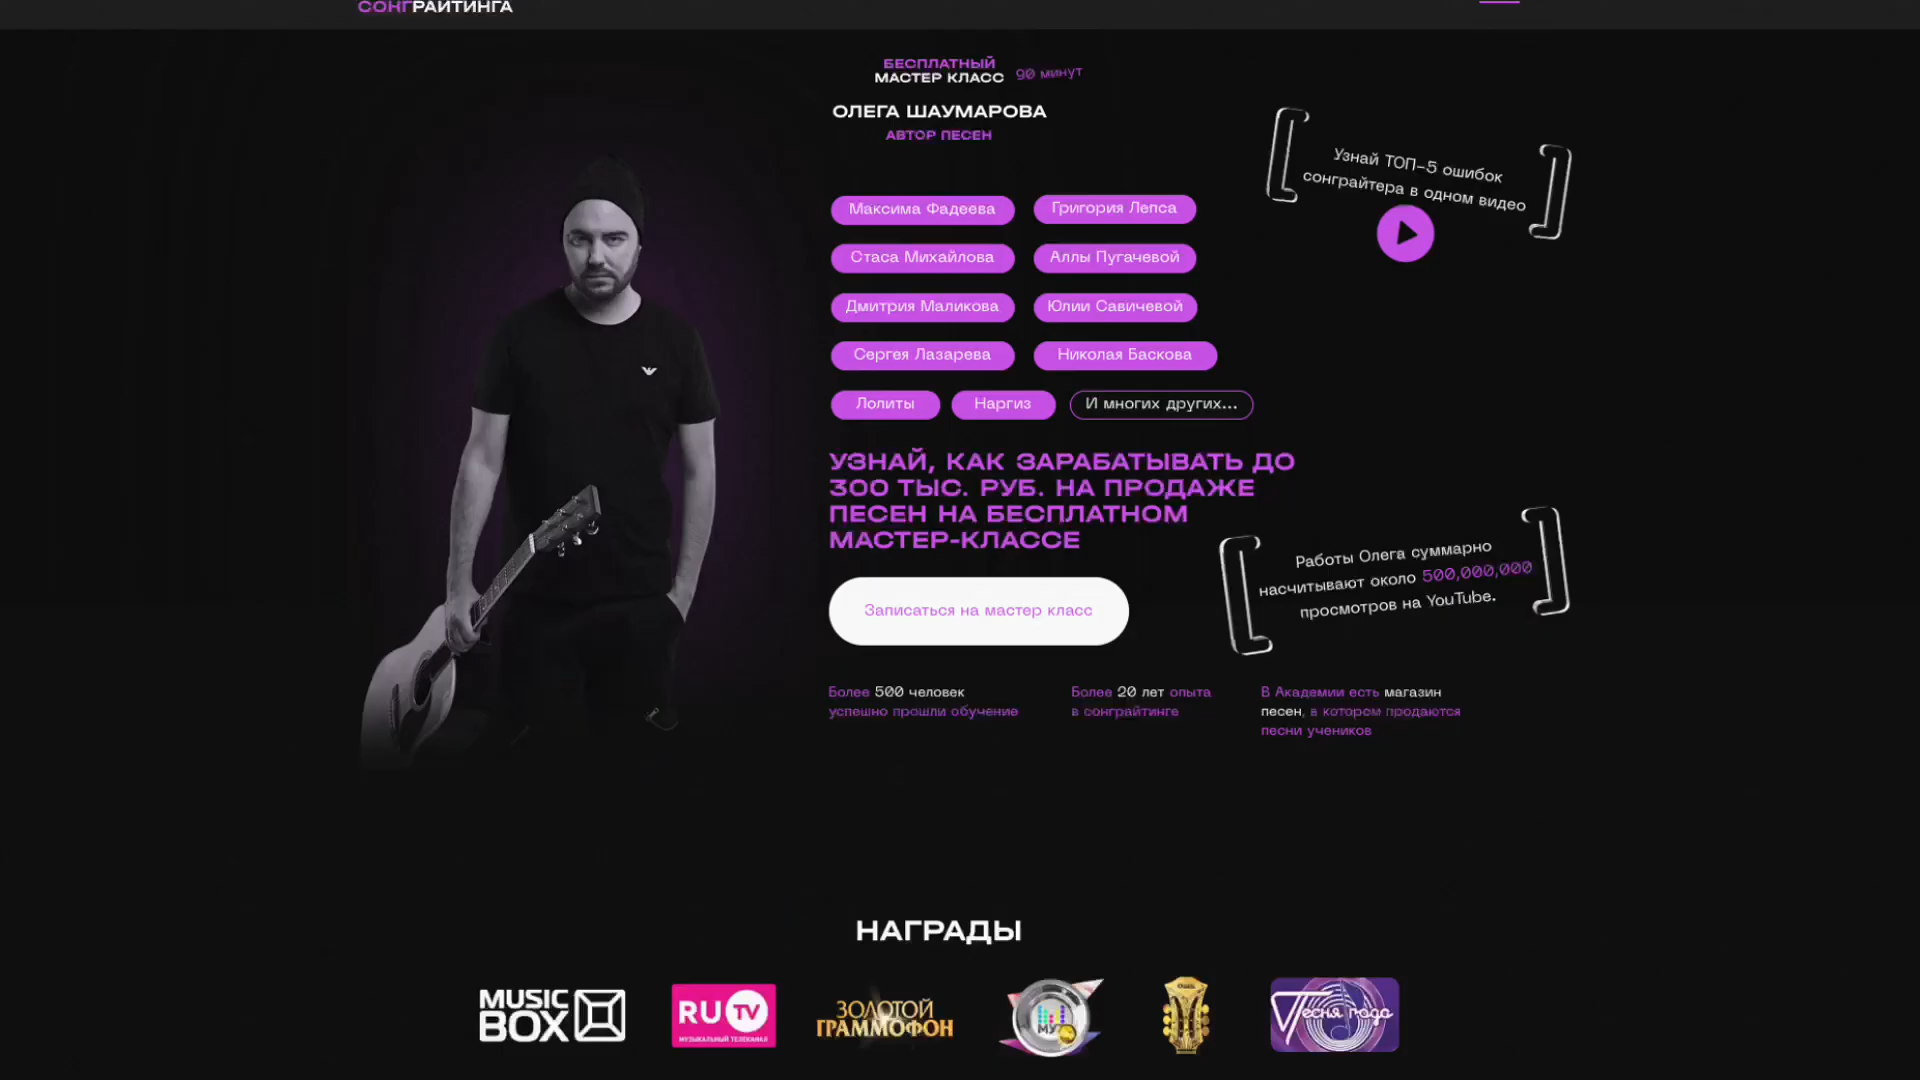 СОНГРАЙТИНГА
БЕСПЛАТНЫЙ
МАСТЕР КЛАСС
90 минут
ОЛЕГА ШАУМАРОВА
АВТОР ПЕСЕН
Узнай ТОП-5 ошибок
сонграйтера в одном видео
Максима Фадеева
Григория Лепса
Стаса Михайлова
Аллы Пугачевой
Дмитрия Маликова
Юлии Савичевой
Сергея Лазарева
Николая Баскова
Лолиты
Наргиз
И многих других...
УЗНАЙ, КАК ЗАРАБАТЫВАТЬ ДО
300 ТЫС. РУБ. НА ПРОДАЖЕ
ПЕСЕН НА БЕСПЛАТНОМ
МАСТЕР-КЛАССЕ
Работы Олега суммарно
насчитывают около 500,000,000
просмотров на YouTube.
Записаться на мастер класс
Более 500 человек
успешно прошли обучение
Более 20 лет опыта
в сонграйтинге
В Академии есть магазин
песен, в котором продаются
песни учеников
НАГРАДЫ
MUSIC
BOX
RU TV
МУЗЫКАЛЬНЫЙ ТЕЛЕКАНАЛ
ЗОЛОТОЙ
ГРАММОФОН
МУЗ
Песня года